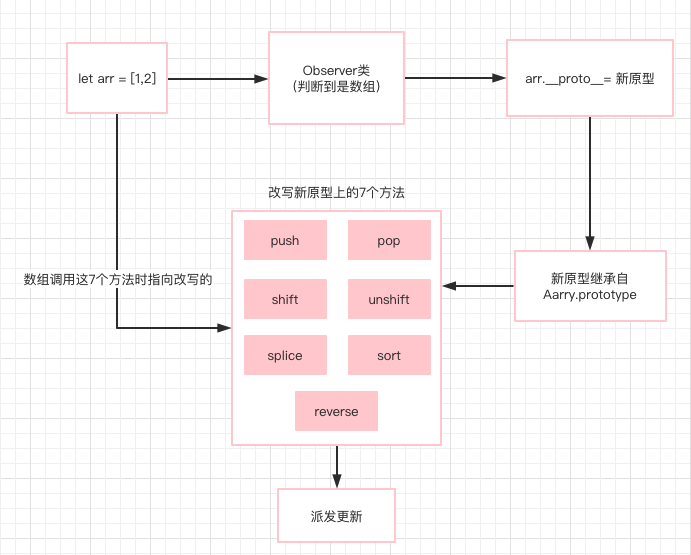 let arr = [1,2]
Observer类
(判断到是数组)
arr.__proto__= 新原型
改写新原型上的7个方法
push
pop
数组调用这7个方法时指向改写的
shift
unshift
新原型继承自
Aarry.prototype
splice
sort
reverse
派发更新